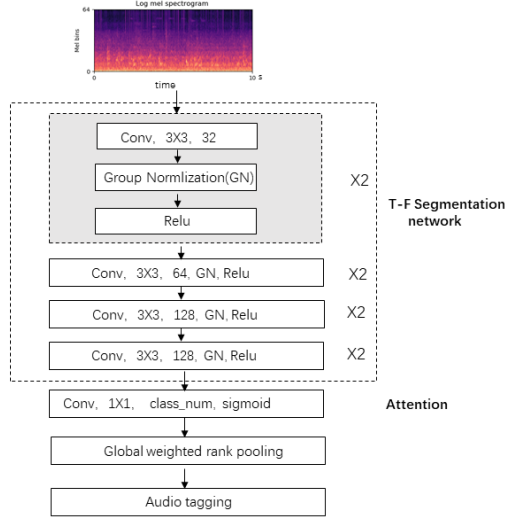 Log mel spectrogram
64
Mel bins
0
0
10 s
time
Conv, 3X3, 32
Group Normlization(GN)
X2
Relu
T-F Segmentation
network
Conv, 3X3, 64, GN, Relu
X2
Conv, 3X3, 128, GN, Relu
X2
Conv, 3X3, 128, GN, Relu
X2
Conv, 1X1, class_num, sigmoid
Attention
Global weighted rank pooling
Audio tagging